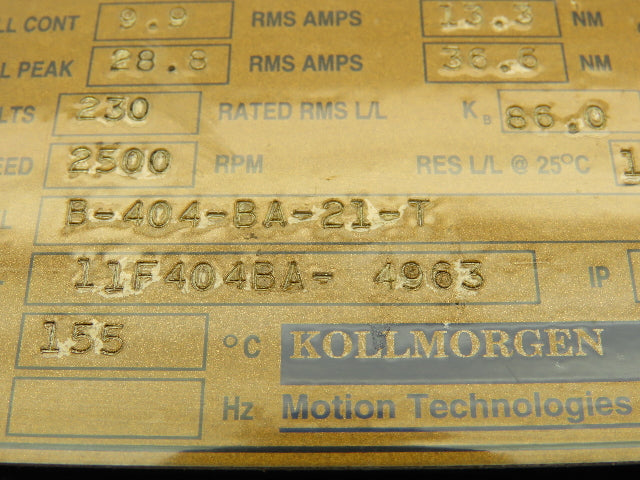 LL CONT 9.9 RMS AMPS 13.3 NM
L PEAK 28.8 RMS AMPS 36.6 NM
LTS 230 RATED RMS L/L KB 86.0
EED 2500 RPM RES L/L @ 25°C 1
L B-404-BA-21-T
11F404BA- 4963 IP
155 °C KOLLMORGEN
Hz Motion Technologies